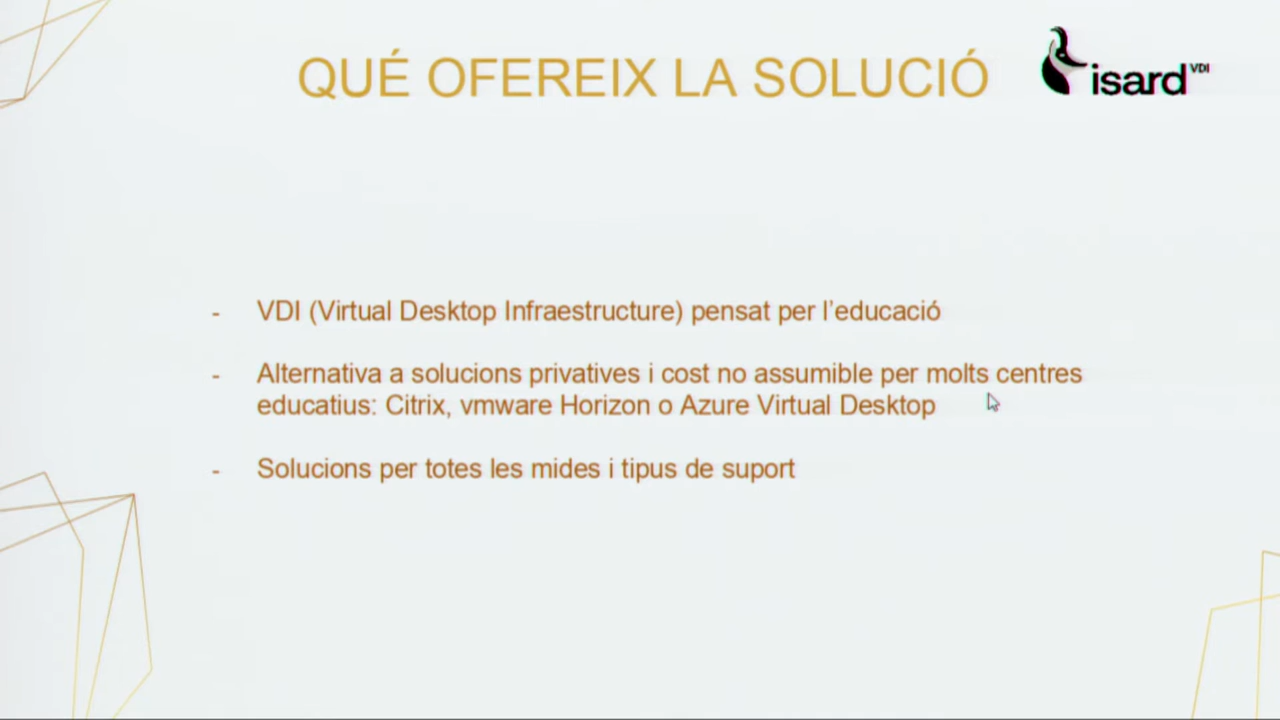 QUÉ OFEREIX LA SOLUCIÓ
isard VDI
- VDI (Virtual Desktop Infraestructure) pensat per l’educació
- Alternativa a solucions privatives i cost no assumible per molts centres
educatius: Citrix, vmware Horizon o Azure Virtual Desktop
- Solucions per totes les mides i tipus de suport